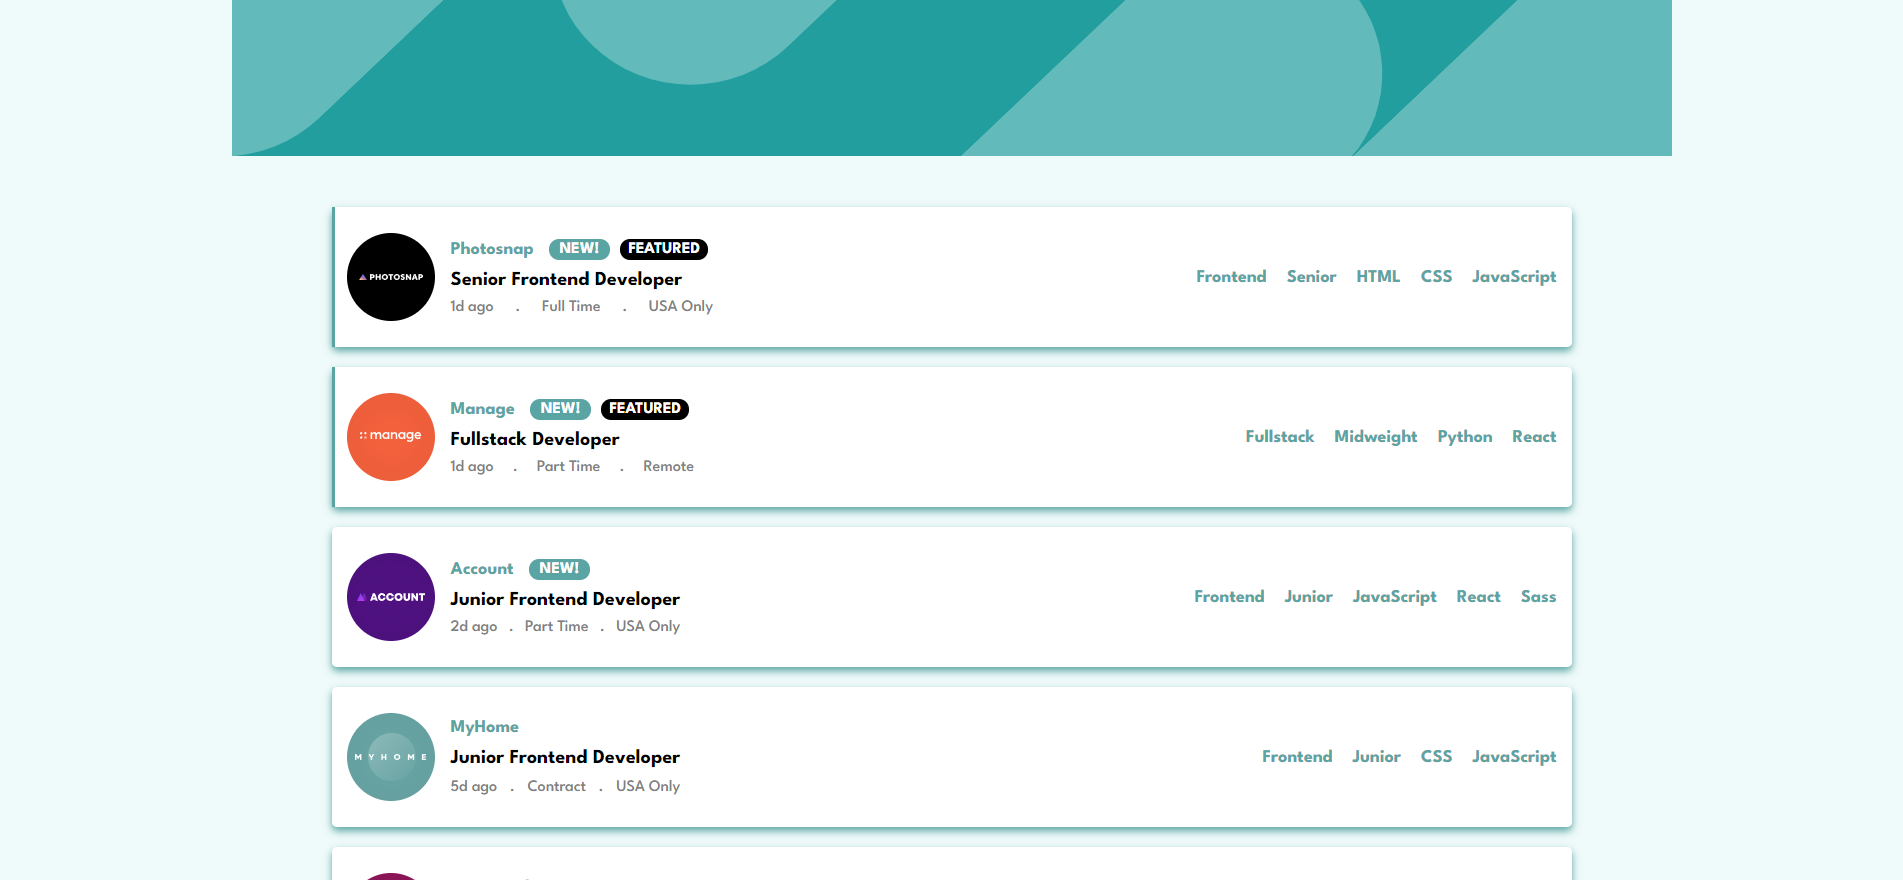 PHOTOSNAP
Photosnap NEW! FEATURED
Senior Frontend Developer
1d ago . Full Time . USA Only
Frontend Senior HTML CSS JavaScript
:: manage
Manage NEW! FEATURED
Fullstack Developer
1d ago . Part Time . Remote
Fullstack Midweight Python React
ACCOUNT
Account NEW!
Junior Frontend Developer
2d ago . Part Time . USA Only
Frontend Junior JavaScript React Sass
MYHOME
MyHome
Junior Frontend Developer
5d ago . Contract . USA Only
Frontend Junior CSS JavaScript